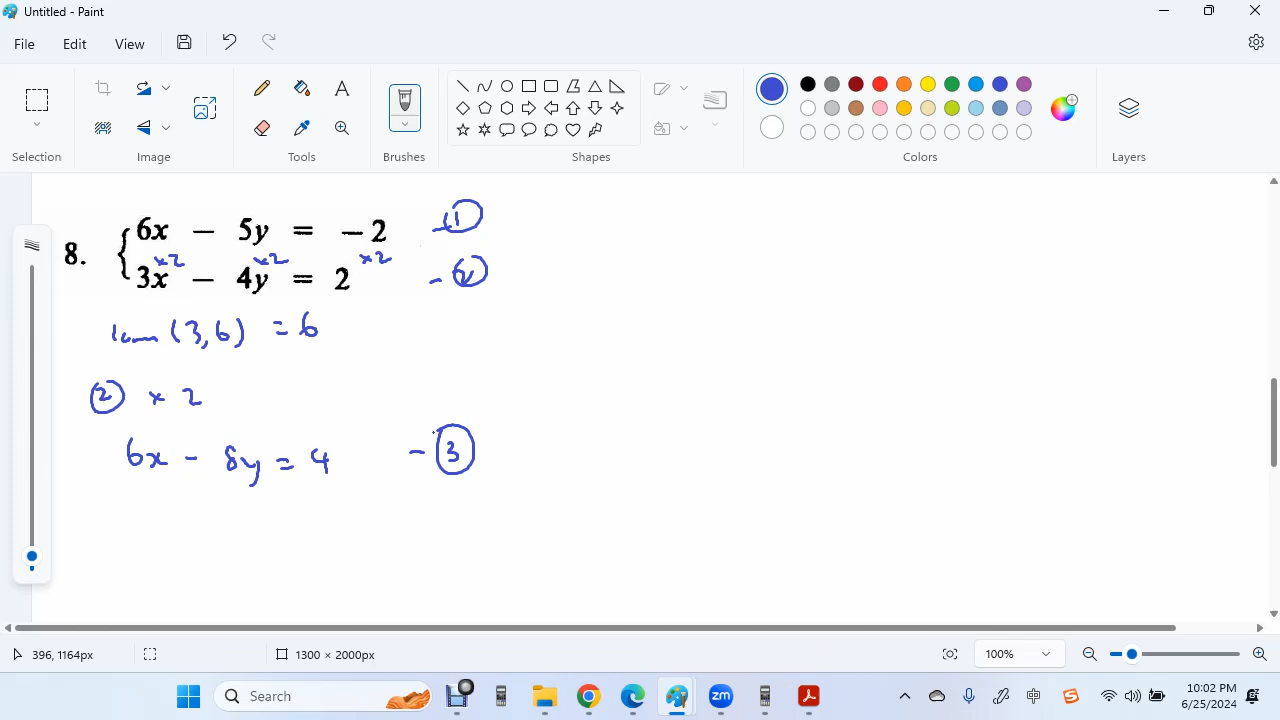 Untitled - Paint
File Edit View
Selection Image Tools Brushes Shapes Colors Layers
8. 6x - 5y = -2 - ①
×2 ×2 ×2
3x - 4y = 2 - ②
lcm (3,6) = 6
② × 2
6x - 8y = 4 - ③
396, 1164px 1300 × 2000px 100%
Search zm 10:02 PM
6/25/2024